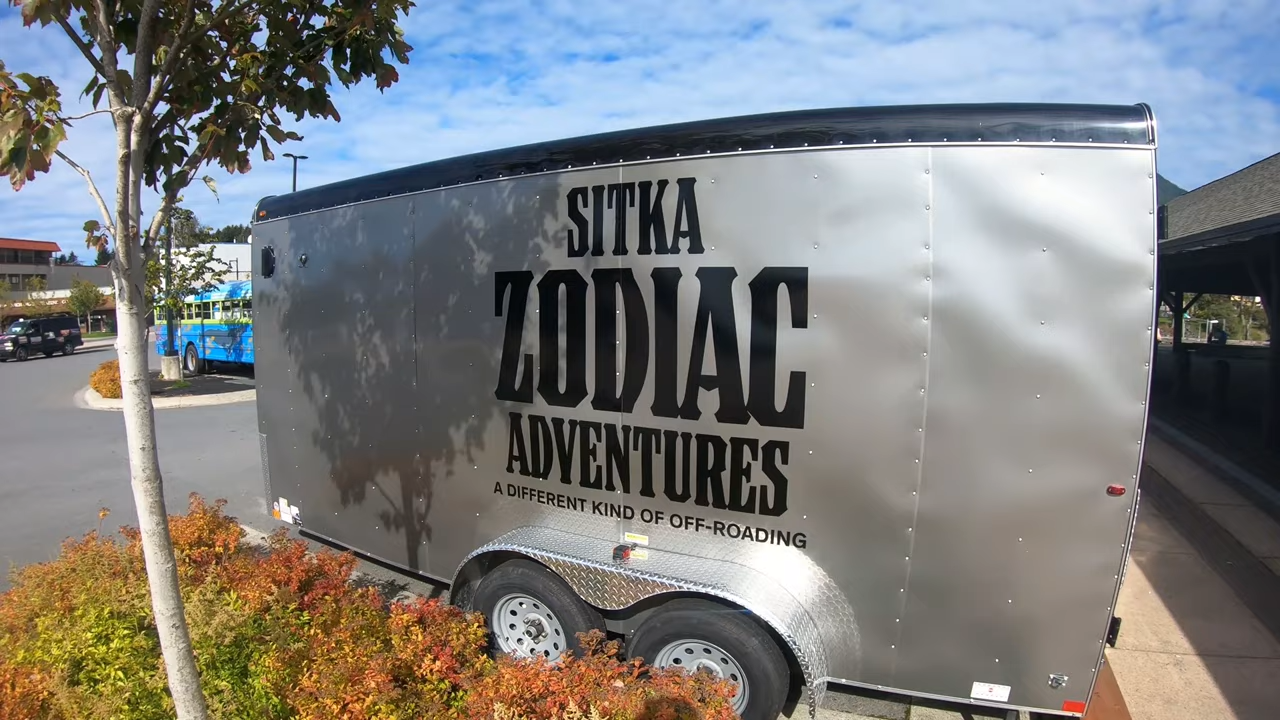 SITKA
ZODIAC
ADVENTURES
A DIFFERENT KIND OF OFF-ROADING